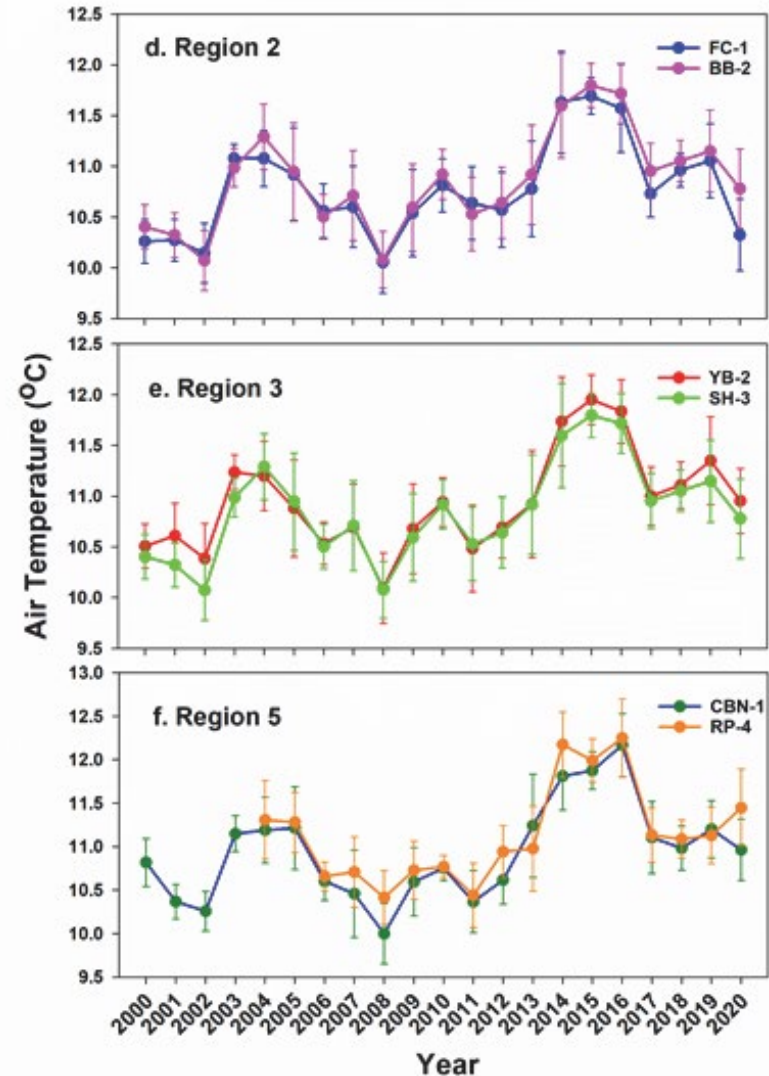 d. Region 2
FC-1
BB-2
12.5
12.0
11.5
11.0
10.5
10.0
9.5
e. Region 3
YB-2
SH-3
12.5
12.0
11.5
11.0
10.5
10.0
9.5
Air Temperature (ºC)
f. Region 5
CBN-1
RP-4
13.0
12.5
12.0
11.5
11.0
10.5
10.0
9.5
2000 2001 2002 2003 2004 2005 2006 2007 2008 2009 2010 2011 2012 2013 2014 2015 2016 2017 2018 2019 2020
Year